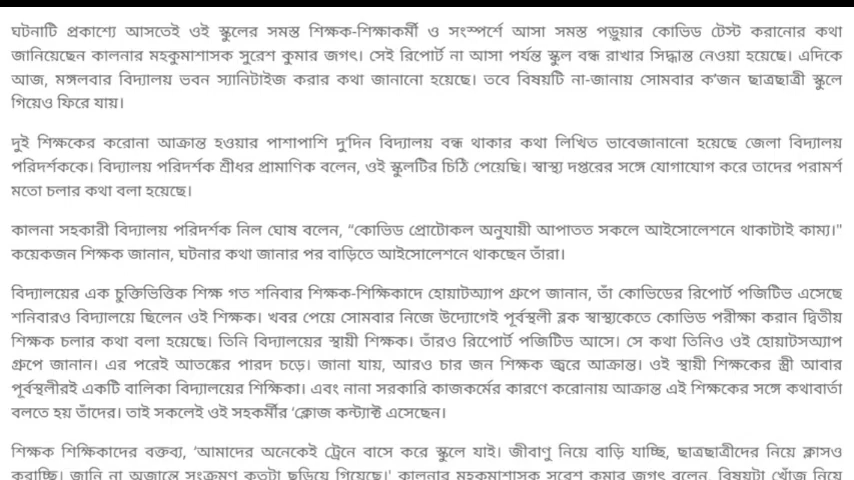 ঘটনাটি প্রকাশ্যে আসতেই ওই স্কুলের সমস্ত শিক্ষক-শিক্ষাকর্মী ও সংস্পর্শে আসা সমস্ত পড়ুয়ার কোভিড টেস্ট করানোর কথা
জানিয়েছেন কালনার মহকুমাশাসক সুরেশ কুমার জগৎ। সেই রিপোর্ট না আসা পর্যন্ত স্কুল বন্ধ রাখার সিদ্ধান্ত নেওয়া হয়েছে। এদিকে
আজ, মঙ্গলবার বিদ্যালয় ভবন স্যানিটাইজ করার কথা জানানো হয়েছে। তবে বিষয়টি না-জানায় সোমবার ক'জন ছাত্রছাত্রী স্কুলে
গিয়েও ফিরে যায়।
দুই শিক্ষকের করোনা আক্রান্ত হওয়ার পাশাপাশি দু'দিন বিদ্যালয় বন্ধ থাকার কথা লিখিত ভাবেজানানো হয়েছে জেলা বিদ্যালয়
পরিদর্শককে। বিদ্যালয় পরিদর্শক শ্রীধর প্রামাণিক বলেন, ওই স্কুলটির চিঠি পেয়েছি। স্বাস্থ্য দপ্তরের সঙ্গে যোগাযোগ করে তাদের পরামর্শ
মতো চলার কথা বলা হয়েছে।
কালনা সহকারী বিদ্যালয় পরিদর্শক নিল ঘোষ বলেন, “কোভিড প্রোটোকল অনুযায়ী আপাতত সকলে আইসোলেশনে থাকাটাই কাম্য।"
কয়েকজন শিক্ষক জানান, ঘটনার কথা জানার পর বাড়িতে আইসোলেশনে থাকছেন তাঁরা।
বিদ্যালয়ের এক চুক্তিভিত্তিক শিক্ষ গত শনিবার শিক্ষক-শিক্ষিকাদে হোয়াটঅ্যাপ গ্রুপে জানান, তাঁ কোভিডের রিপোর্ট পজিটিভ এসেছে
শনিবারও বিদ্যালয়ে ছিলেন ওই শিক্ষক। খবর পেয়ে সোমবার নিজে উদ্যোগেই পূর্বস্থলী ব্লক স্বাস্থ্যকেতে কোভিড পরীক্ষা করান দ্বিতীয়
শিক্ষক চলার কথা বলা হয়েছে। তিনি বিদ্যালয়ের স্থায়ী শিক্ষক। তাঁরও রিপোের্ট পজিটিভ আসে। সে কথা তিনিও ওই হোয়াটসঅ্যাপ
গ্রুপে জানান। এর পরেই আতঙ্কের পারদ চড়ে। জানা যায়, আরও চার জন শিক্ষক জ্বরে আক্রান্ত। ওই স্থায়ী শিক্ষকের স্ত্রী আবার
পূর্বস্থলীরই একটি বালিকা বিদ্যালয়ের শিক্ষিকা। এবং নানা সরকারি কাজকর্মের কারণে করোনায় আক্রান্ত এই শিক্ষকের সঙ্গে কথাবার্তা
বলতে হয় তাঁদের। তাই সকলেই ওই সহকর্মীর ‘ক্লোজ কন্ট্যাক্ট এসেছেন।
শিক্ষক শিক্ষিকাদের বক্তব্য, ‘আমাদের অনেকেই ট্রেনে বাসে করে স্কুলে যাই। জীবাণু নিয়ে বাড়ি যাচ্ছি, ছাত্রছাত্রীদের নিয়ে ক্লাসও
করাচ্ছি। জানি না অজান্তে সংক্রমণ কতটা ছড়িয়ে গিয়েছে।' কালনার মহকুমাশাসক সুরেশ কুমার জগৎ বলেন, বিষয়টা খোঁজ নিয়ে